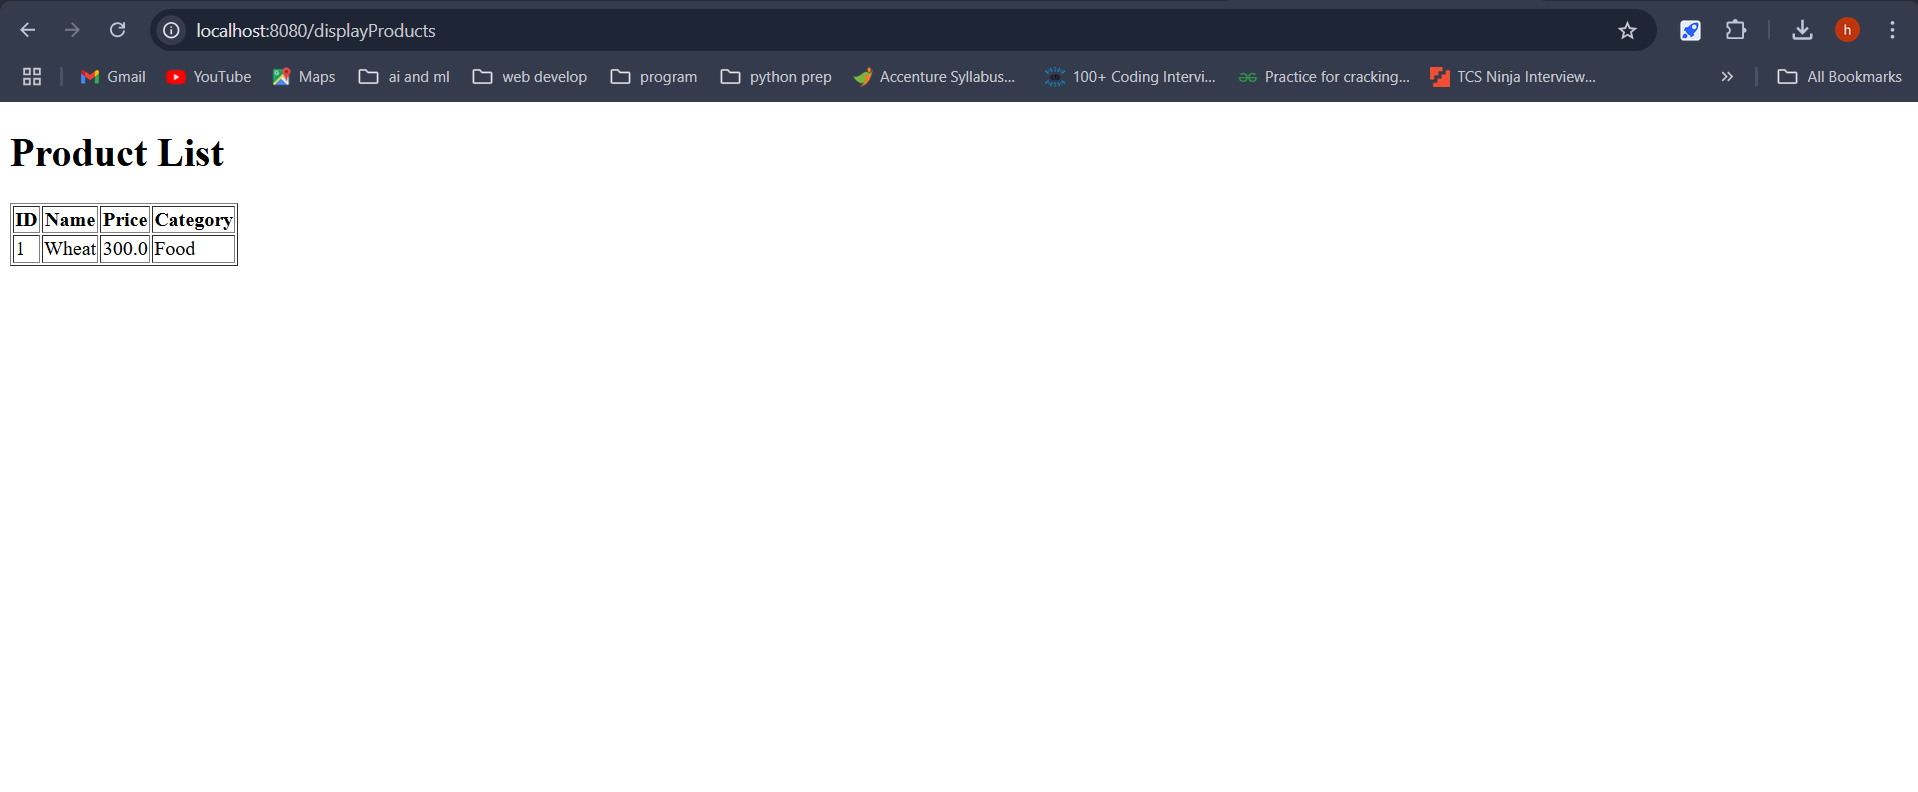 localhost:8080/displayProducts
h
Gmail YouTube Maps ai and ml web develop program python prep Accenture Syllabus... 100+ Coding Intervi... Practice for cracking... TCS Ninja Interview... All Bookmarks
Product List
ID Name Price Category
1 Wheat 300.0 Food